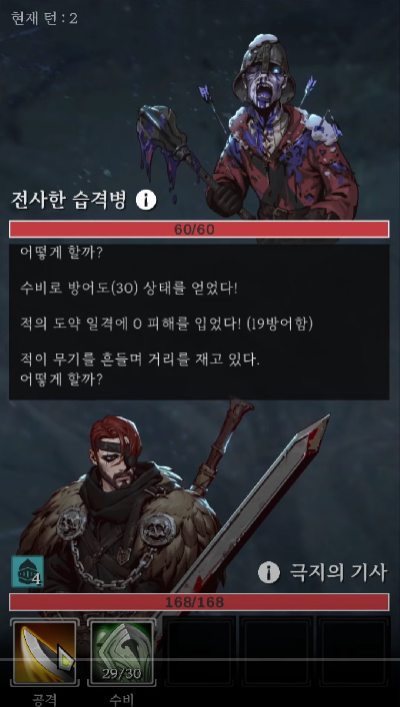 현재 턴 : 2
전사한 습격병 i
60/60
어떻게 할까?
수비로 방어도(30) 상태를 얻었다!
적의 도약 일격에 0 피해를 입었다! (19방어함)
적이 무기를 흔들며 거리를 재고 있다.
어떻게 할까?
4
i 극지의 기사
168/168
29/30
공격
수비